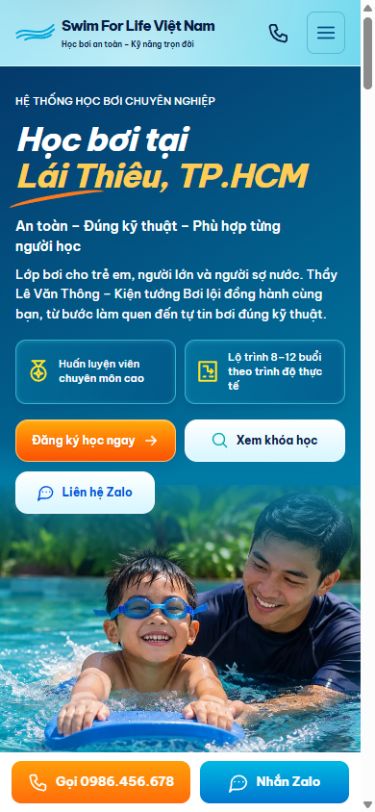 Swim For Life Việt Nam
Học bơi an toàn – Kỹ năng trọn đời
HỆ THỐNG HỌC BƠI CHUYÊN NGHIỆP
Học bơi tại
Lái Thiêu, TP.HCM
An toàn – Đúng kỹ thuật – Phù hợp từng
người học
Lớp bơi cho trẻ em, người lớn và người sợ nước. Thầy
Lê Văn Thông – Kiện tướng Bơi lội đồng hành cùng
bạn, từ bước làm quen đến tự tin bơi đúng kỹ thuật.
Huấn luyện viên
chuyên môn cao
Lộ trình 8–12 buổi
theo trình độ thực
tế
Đăng ký học ngay →
Xem khóa học
Liên hệ Zalo
Gọi 0986.456.678
Nhắn Zalo